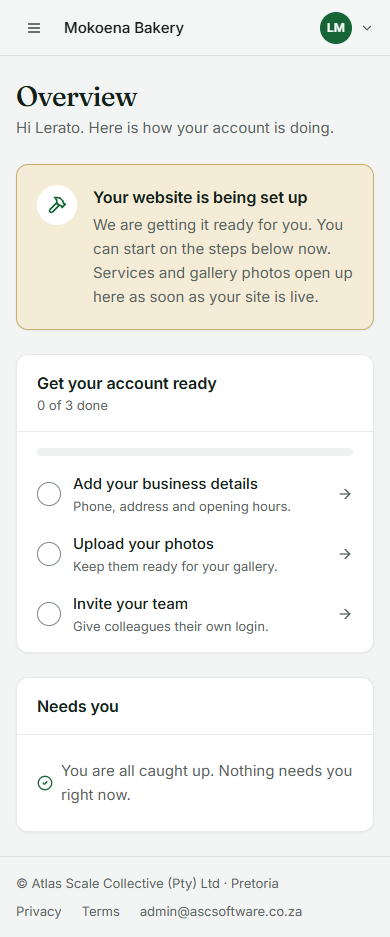 Mokoena Bakery
LM
Overview
Hi Lerato. Here is how your account is doing.
Your website is being set up
We are getting it ready for you. You
can start on the steps below now.
Services and gallery photos open up
here as soon as your site is live.
Get your account ready
0 of 3 done
Add your business details
Phone, address and opening hours.
Upload your photos
Keep them ready for your gallery.
Invite your team
Give colleagues their own login.
Needs you
You are all caught up. Nothing needs you
right now.
© Atlas Scale Collective (Pty) Ltd · Pretoria
Privacy Terms admin@ascsoftware.co.za